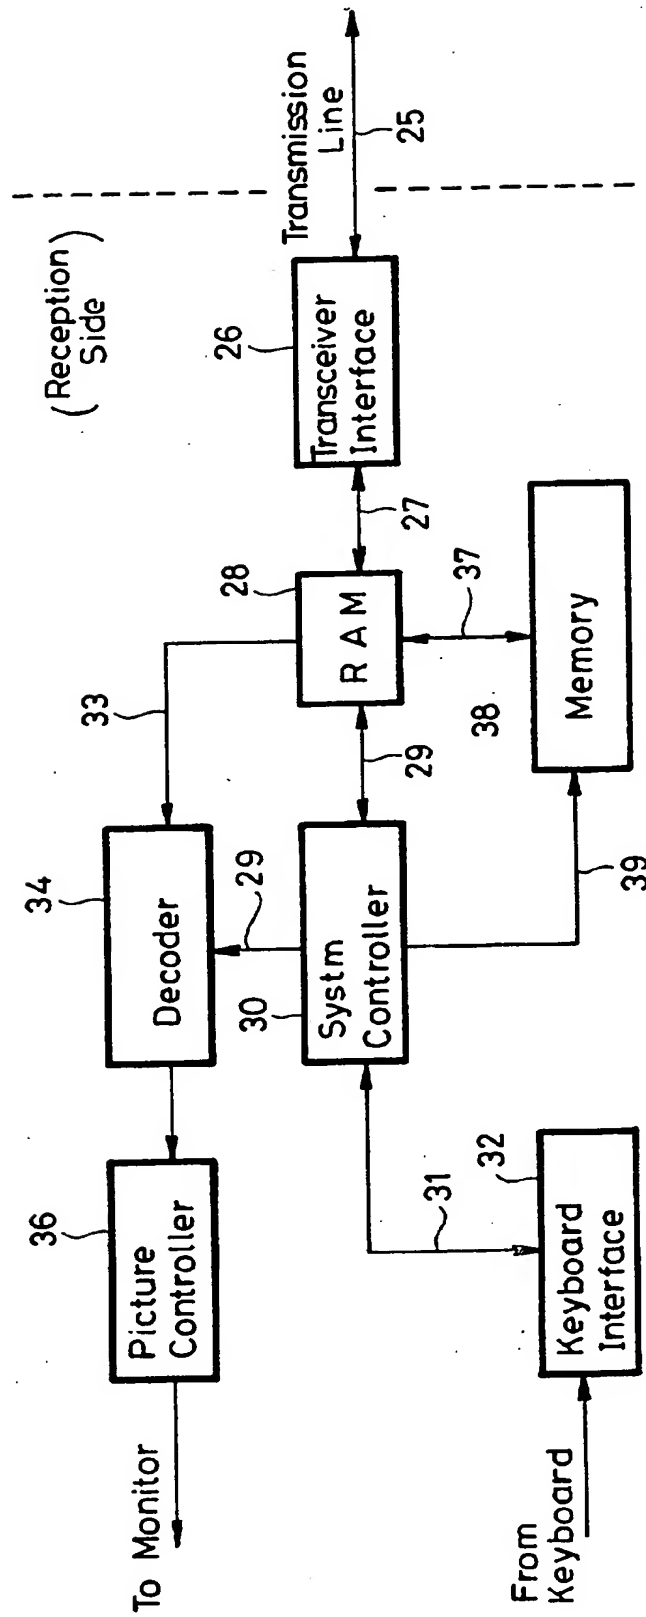 (Reception
Side)
To Monitor
36
Picture
Controller
34
Decoder
33
29
30
Systm
Controller
29
28
RAM
27
26
Transceiver
Interface
Transmission
Line
25
31
39
38
37
Memory
From
Keyboard
32
Keyboard
Interface